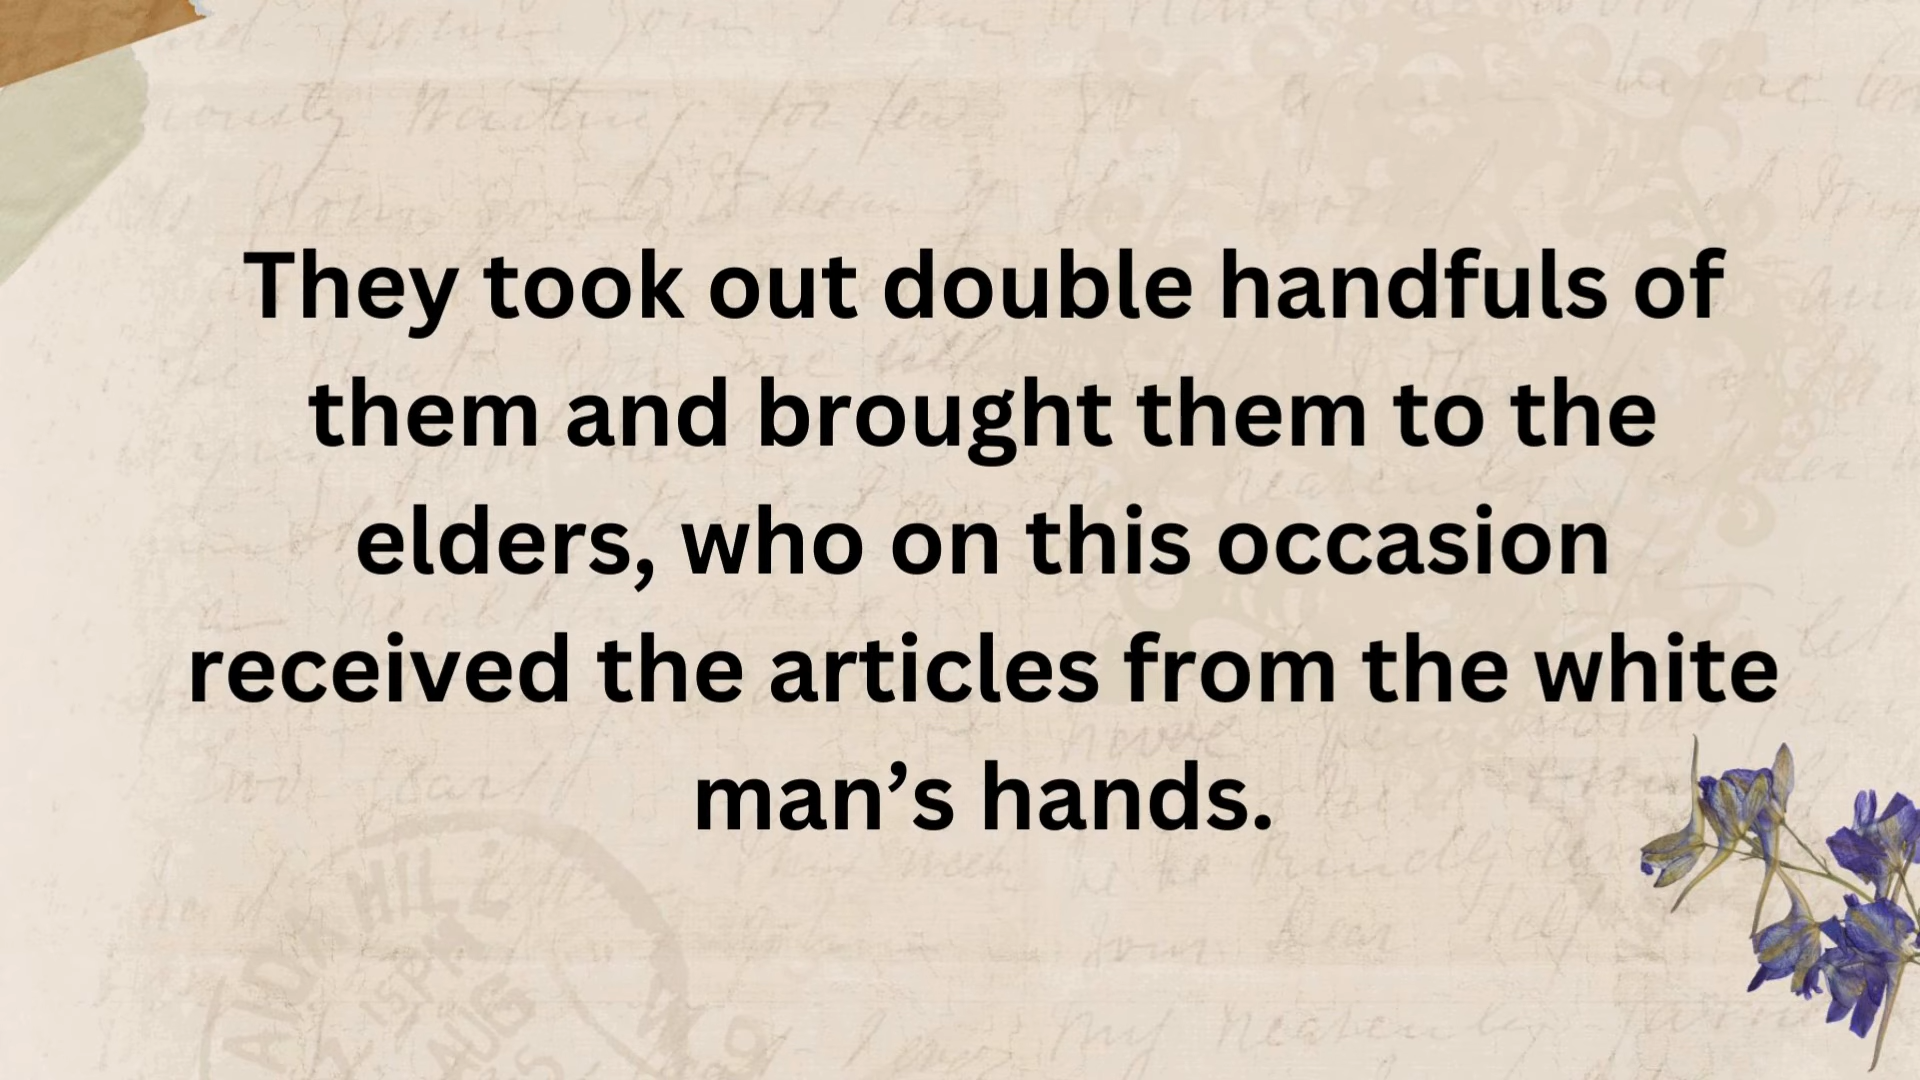 They took out double handfuls of
them and brought them to the
elders, who on this occasion
received the articles from the white
man’s hands.